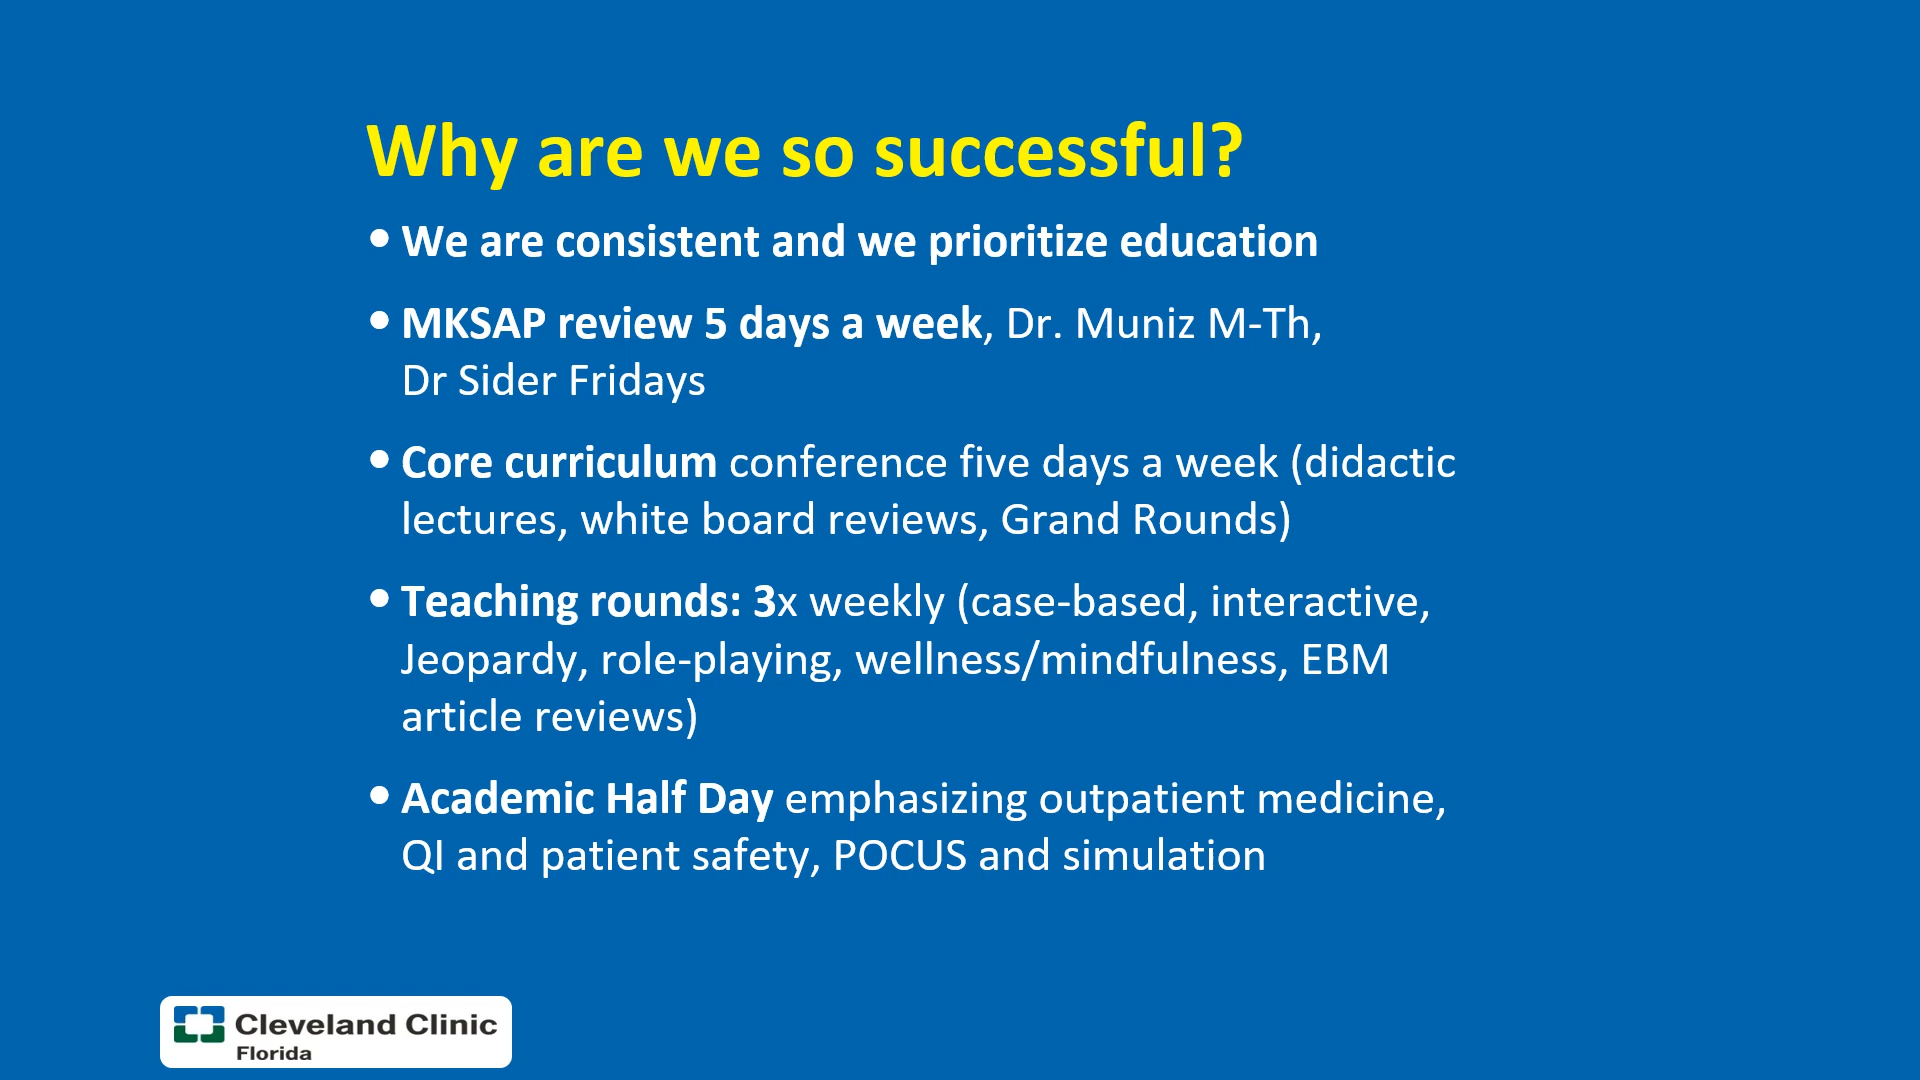 Why are we so successful?
• We are consistent and we prioritize education
• MKSAP review 5 days a week, Dr. Muniz M-Th,
Dr Sider Fridays
• Core curriculum conference five days a week (didactic
lectures, white board reviews, Grand Rounds)
• Teaching rounds: 3x weekly (case-based, interactive,
Jeopardy, role-playing, wellness/mindfulness, EBM
article reviews)
• Academic Half Day emphasizing outpatient medicine,
QI and patient safety, POCUS and simulation
Cleveland Clinic
Florida